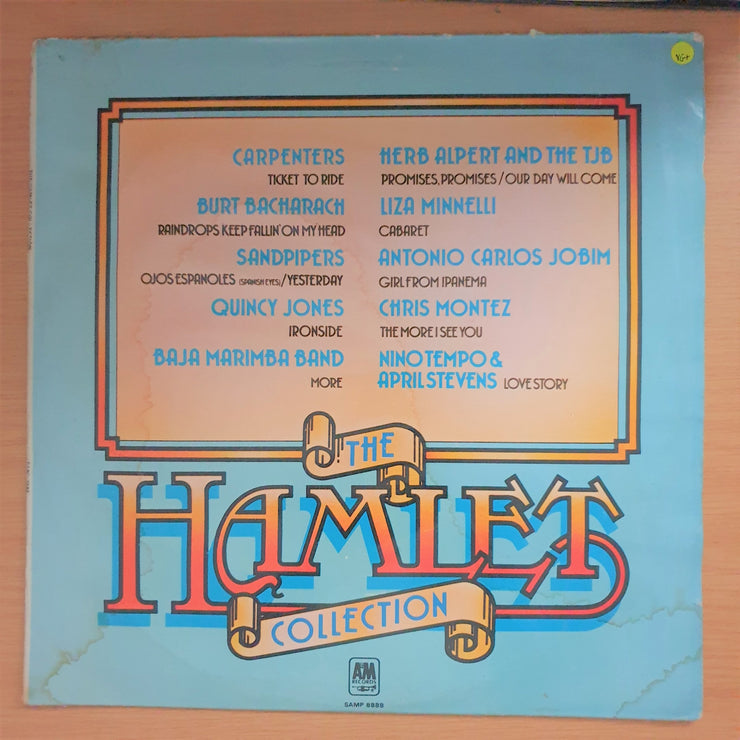 VG+
CARPENTERS
TICKET TO RIDE
BURT BACHARACH
RAINDROPS KEEP FALLIN' ON MY HEAD
SANDPIPERS
OJOS ESPANOLES (SPANISH EYES)/YESTERDAY
QUINCY JONES
IRONSIDE
BAJA MARIMBA BAND
MORE
HERB ALPERT AND THE TJB
PROMISES, PROMISES/OUR DAY WILL COME
LIZA MINNELLI
CABARET
ANTONIO CARLOS JOBIM
GIRL FROM IPANEMA
CHRIS MONTEZ
THE MORE I SEE YOU
NINO TEMPO &
APRIL STEVENS LOVE STORY
THE
HAMLET
COLLECTION
A&M
RECORDS
SAMP 8888